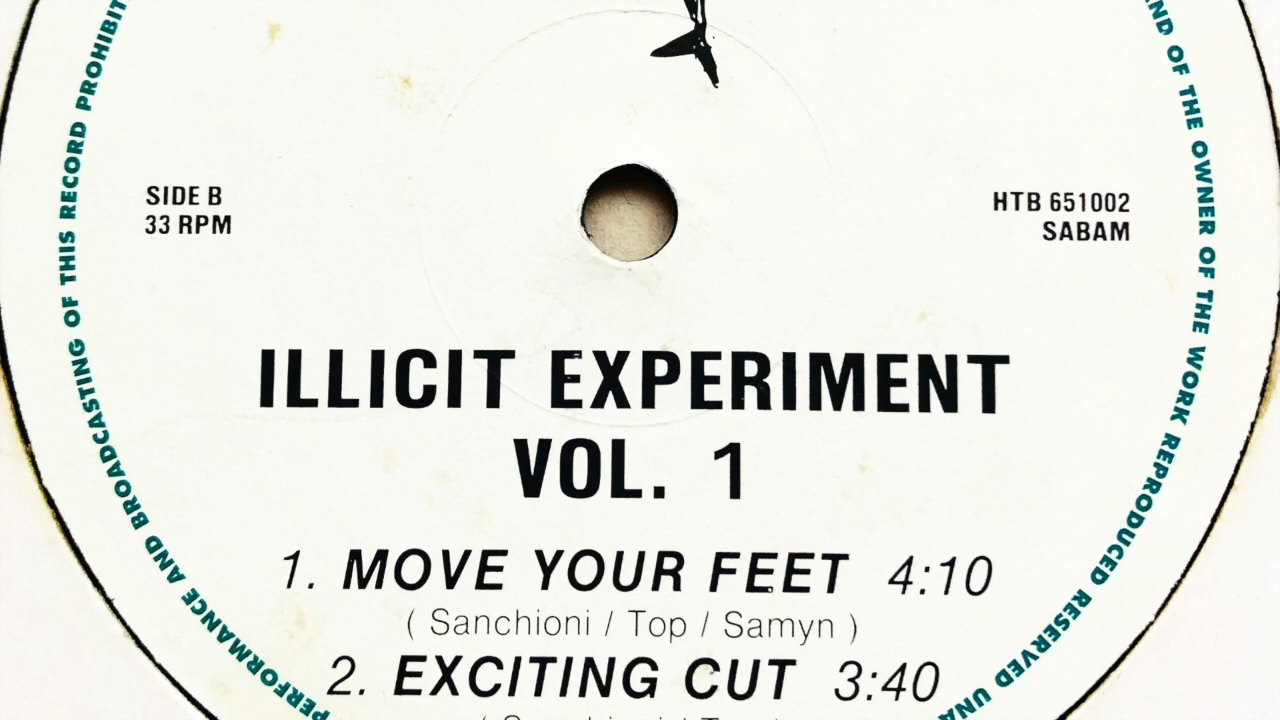 SIDE B
33 RPM
HTB 651002
SABAM
ILLICIT EXPERIMENT
VOL. 1
1. MOVE YOUR FEET 4:10
( Sanchioni / Top / Samyn )
2. EXCITING CUT 3:40
PERFORMANCE AND BROADCASTING OF THIS RECORD PROHIBIT
AND OF THE OWNER OF THE WORK REPRODUCED RESERVED UNA